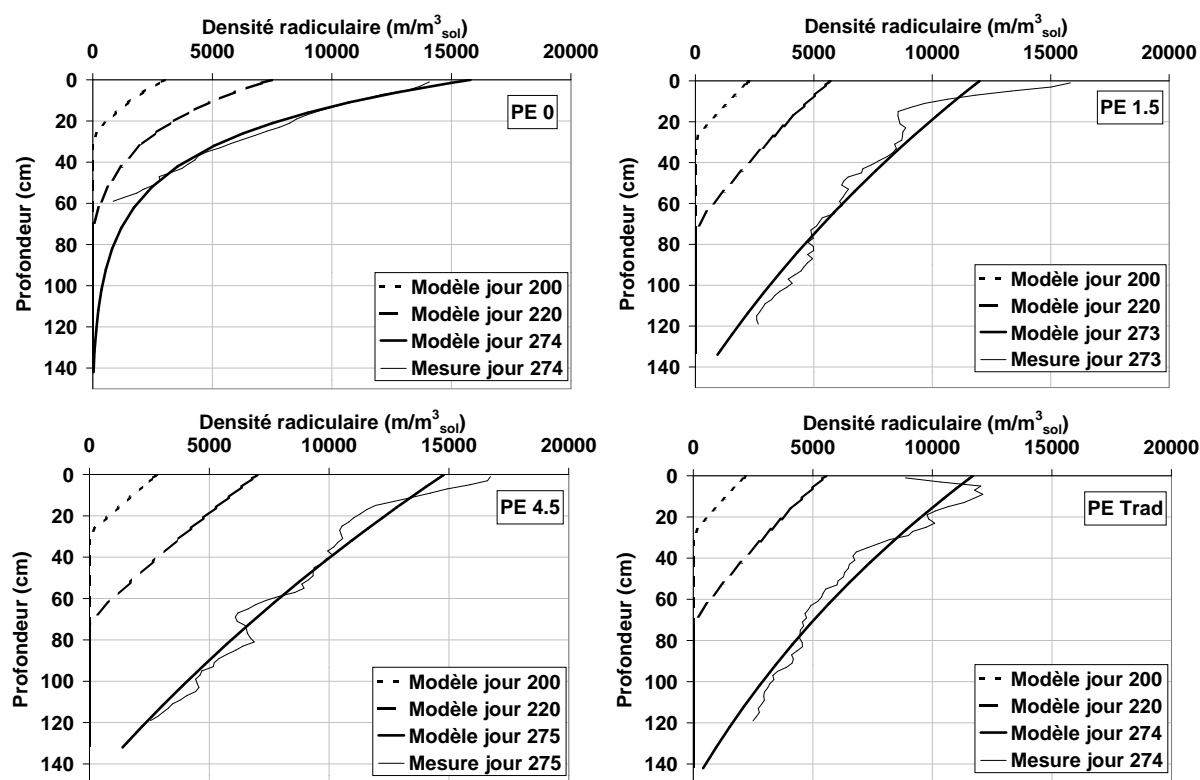 Densité radiculaire (m/m³sol)
0 5000 10000 15000 20000
0
20
40
60
80
100
120
140
Profondeur (cm)
PE 0
Modèle jour 200
Modèle jour 220
Modèle jour 274
Mesure jour 274
Densité radiculaire (m/m³sol)
0 5000 10000 15000 20000
0
20
40
60
80
100
120
140
Profondeur (cm)
PE 1.5
Modèle jour 200
Modèle jour 220
Modèle jour 273
Mesure jour 273
Densité radiculaire (m/m³sol)
0 5000 10000 15000 20000
0
20
40
60
80
100
120
140
Profondeur (cm)
PE 4.5
Modèle jour 200
Modèle jour 220
Modèle jour 275
Mesure jour 275
Densité radiculaire (m/m³sol)
0 5000 10000 15000 20000
0
20
40
60
80
100
120
140
Profondeur (cm)
PE Trad
Modèle jour 200
Modèle jour 220
Modèle jour 274
Mesure jour 274